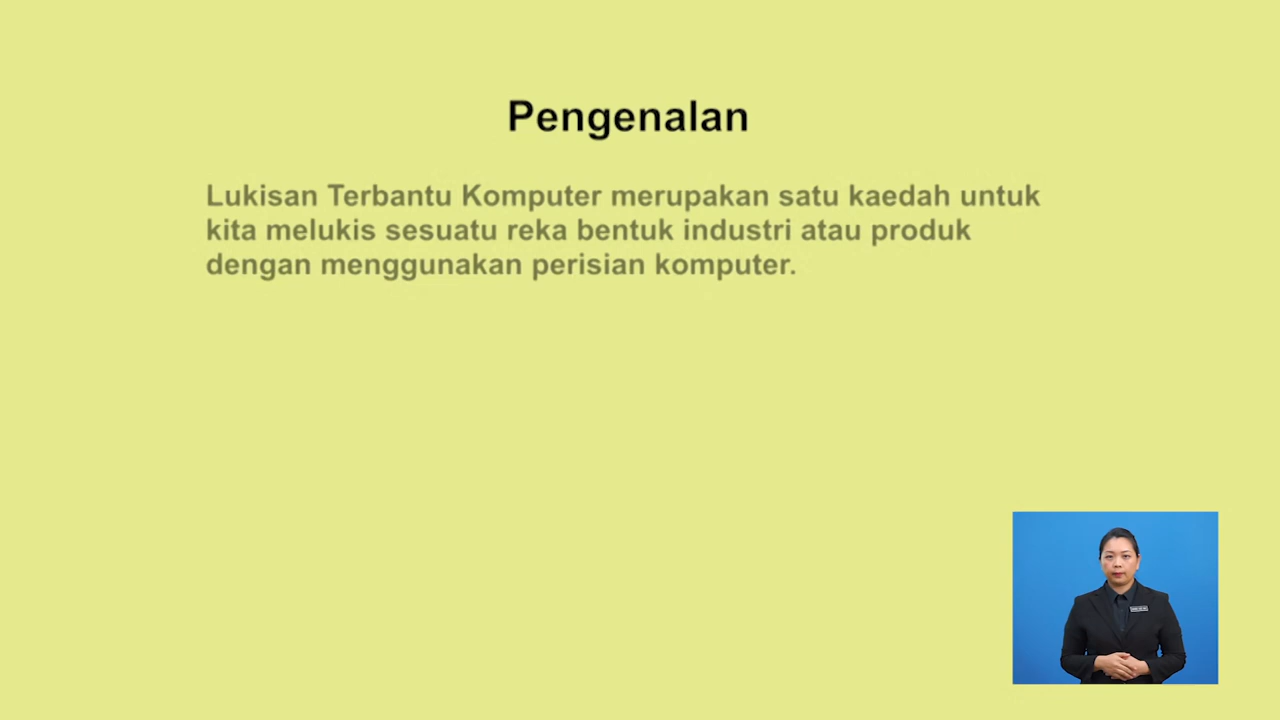 Pengenalan
Lukisan Terbantu Komputer merupakan satu kaedah untuk
kita melukis sesuatu reka bentuk industri atau produk
dengan menggunakan perisian komputer.